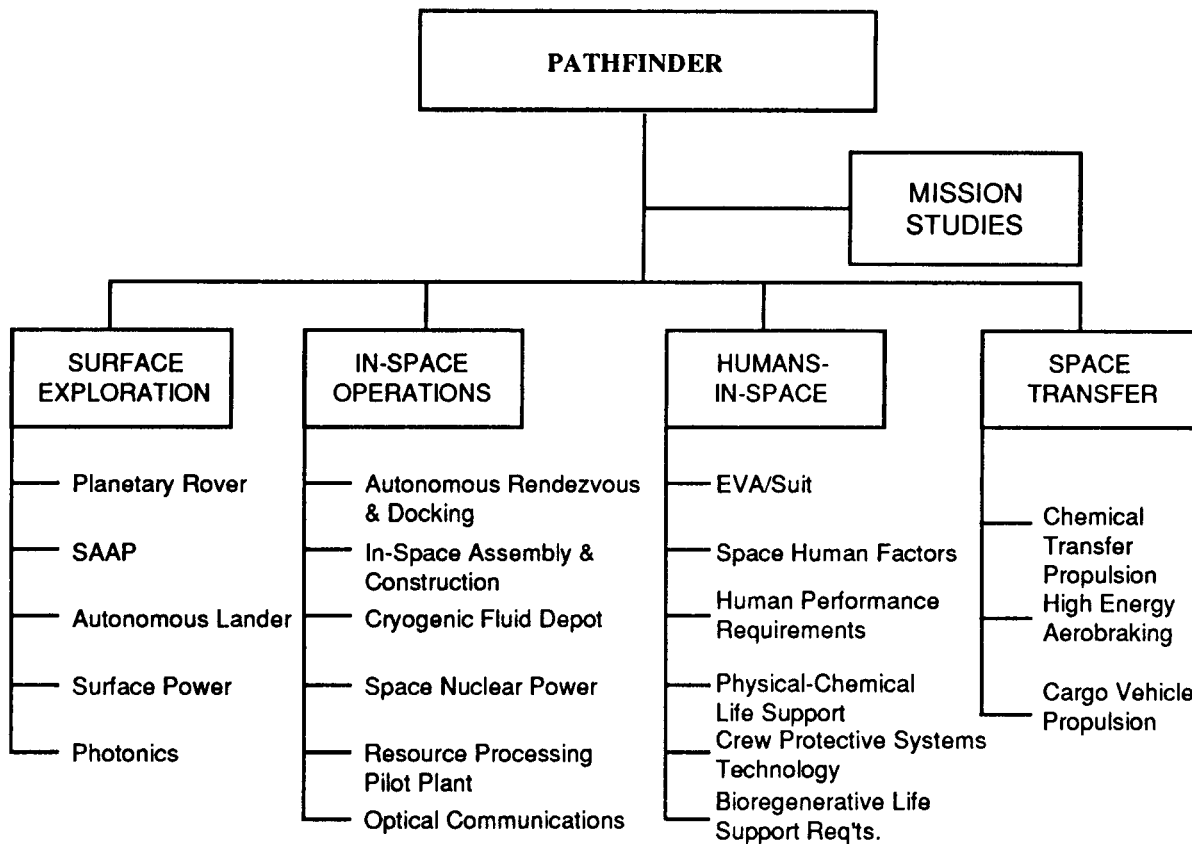 PATHFINDER
MISSION
STUDIES
SURFACE
EXPLORATION
Planetary Rover
SAAP
Autonomous Lander
Surface Power
Photonics
IN-SPACE
OPERATIONS
Autonomous Rendezvous
& Docking
In-Space Assembly &
Construction
Cryogenic Fluid Depot
Space Nuclear Power
Resource Processing
Pilot Plant
Optical Communications
HUMANS-
IN-SPACE
EVA/Suit
Space Human Factors
Human Performance
Requirements
Physical-Chemical
Life Support
Crew Protective Systems
Technology
Bioregenerative Life
Support Req'ts.
SPACE
TRANSFER
Chemical
Transfer
Propulsion
High Energy
Aerobraking
Cargo Vehicle
Propulsion